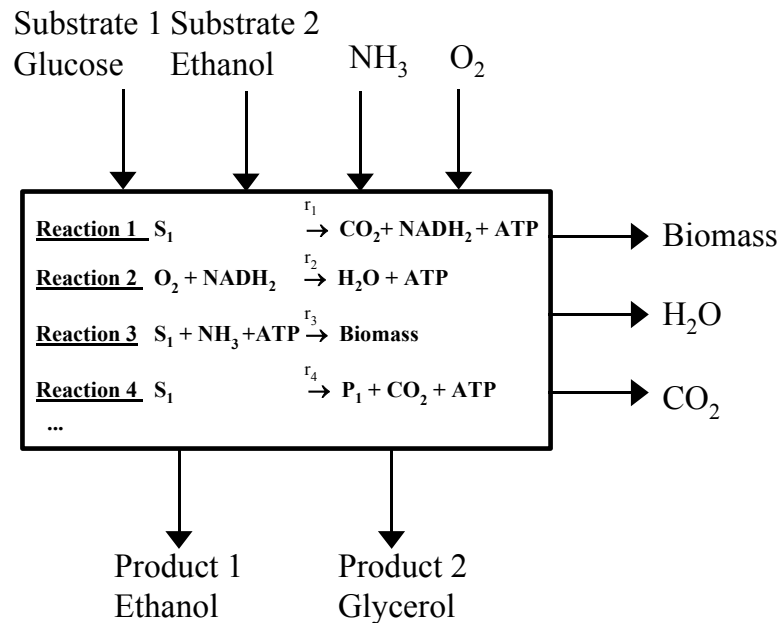 Substrate 1 Substrate 2
Glucose Ethanol NH₃ O₂
Reaction 1 S₁ r₁ → CO₂+ NADH₂ + ATP
Reaction 2 O₂ + NADH₂ r₂ → H₂O + ATP
Reaction 3 S₁ + NH₃ +ATP r₃ → Biomass
Reaction 4 S₁ r₄ → P₁ + CO₂ + ATP
...
Biomass
H₂O
CO₂
Product 1 Product 2
Ethanol Glycerol